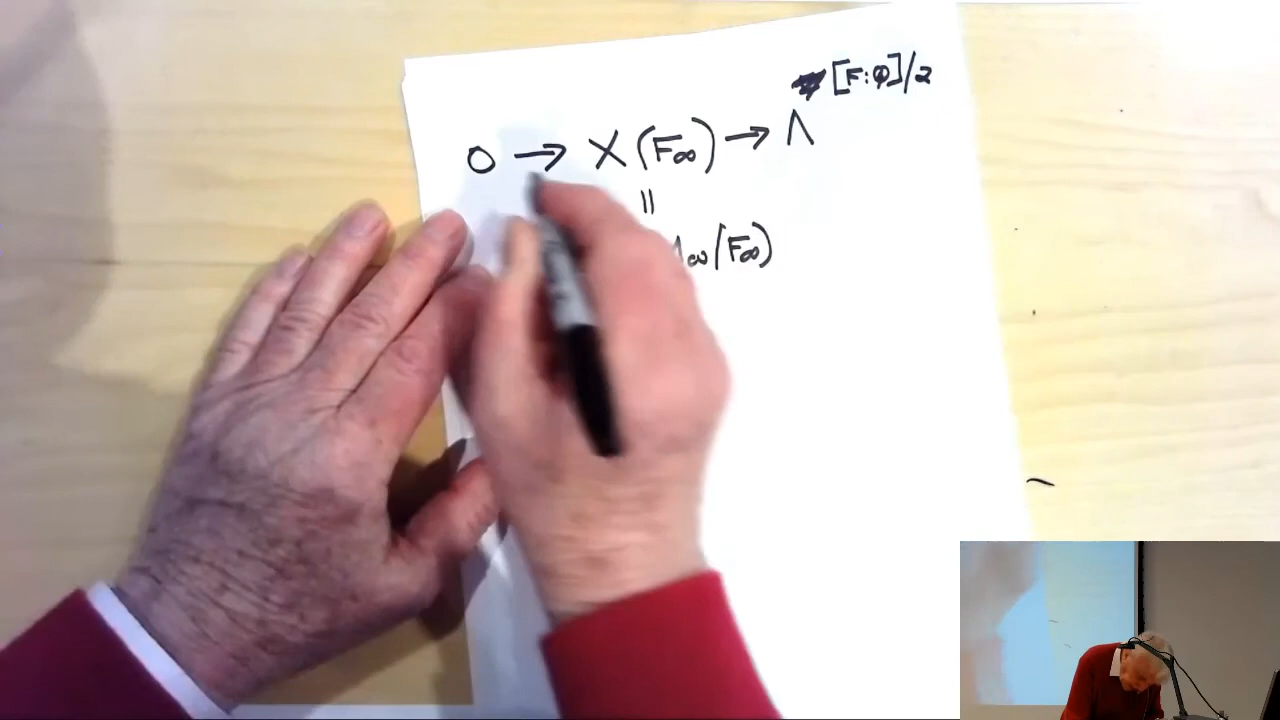 [F:ℚ]/2
0 → X(F∞) → Λ
||
∞(F∞)